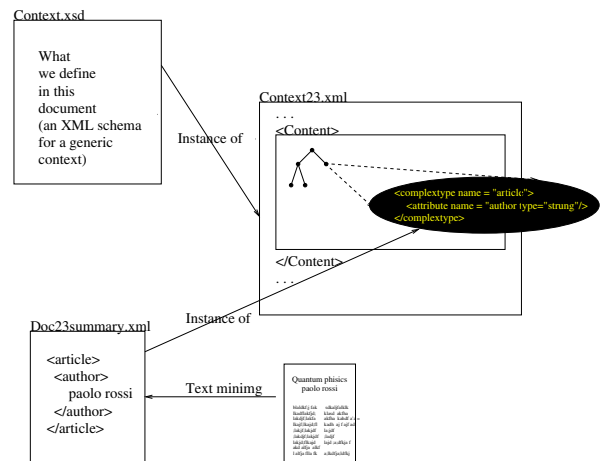 Context.xsd
What
we define
in this
document
(an XML schema
for a generic
context)
Instance of
Context23.xml
. . .
<Content>
<complextype name = "article">
<attribute name = "author type="strung"/>
</complextype>
</Content>
. . .
Instance of
Doc23summary.xml
<article>
<author>
paolo rossi
</author>
</article>
Text minimg
Quantum phisics
paolo rossi